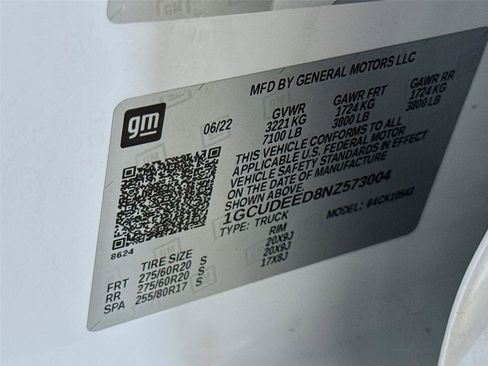 MFD BY GENERAL MOTORS LLC
gm
06/22
GVWR GAWR FRT GAWR RR
3221 KG 1724 KG 1724 KG
7100 LB 3800 LB 3800 LB
THIS VEHICLE CONFORMS TO ALL
APPLICABLE U.S. FEDERAL MOTOR
VEHICLE SAFETY STANDARDS IN EFFECT
ON THE DATE OF MANUFACTURE
SHOWN ABOVE.
1GCUDEED8NZ573004
TYPE: TRUCK MODEL: 84CK10543
8624
TIRE SIZE RIM
FRT 275/60R20 S 20X9J
RR 275/60R20 S 20X9J
SPA 255/80R17 S 17X8J